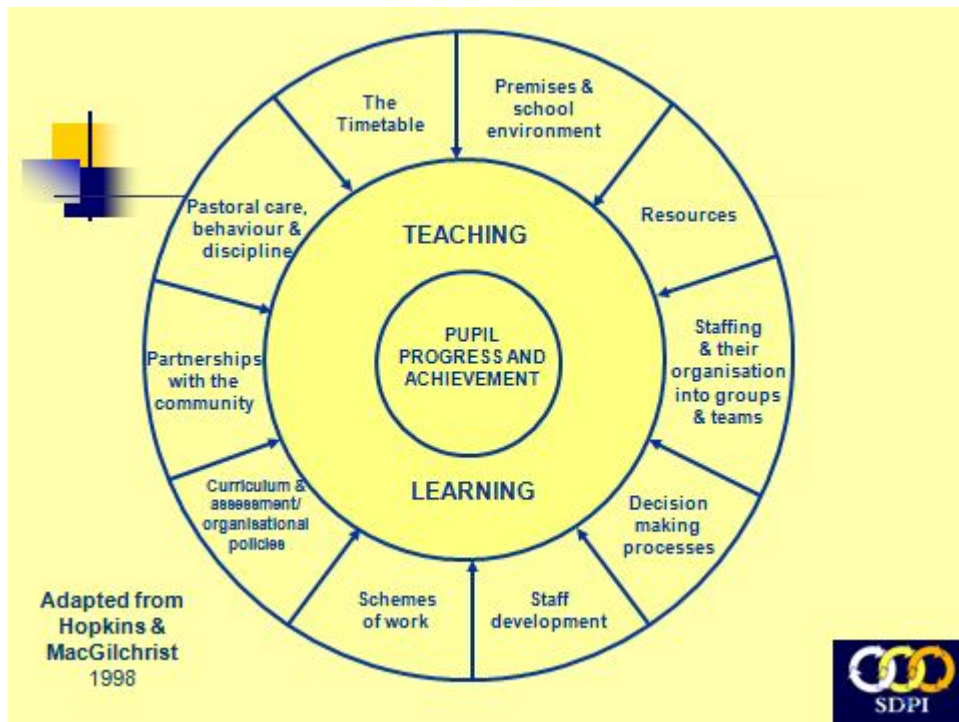 The
Timetable
Premises &
school
environment
Resources
Staffing
& their
organisation
into groups
& teams
Decision
making
processes
Staff
development
Schemes
of work
Curriculum &
assessment/
organisational
policies
Partnerships
with the
community
Pastoral care,
behaviour &
discipline
TEACHING
PUPIL
PROGRESS AND
ACHIEVEMENT
LEARNING
Adapted from
Hopkins &
MacGilchrist
1998
SDPI